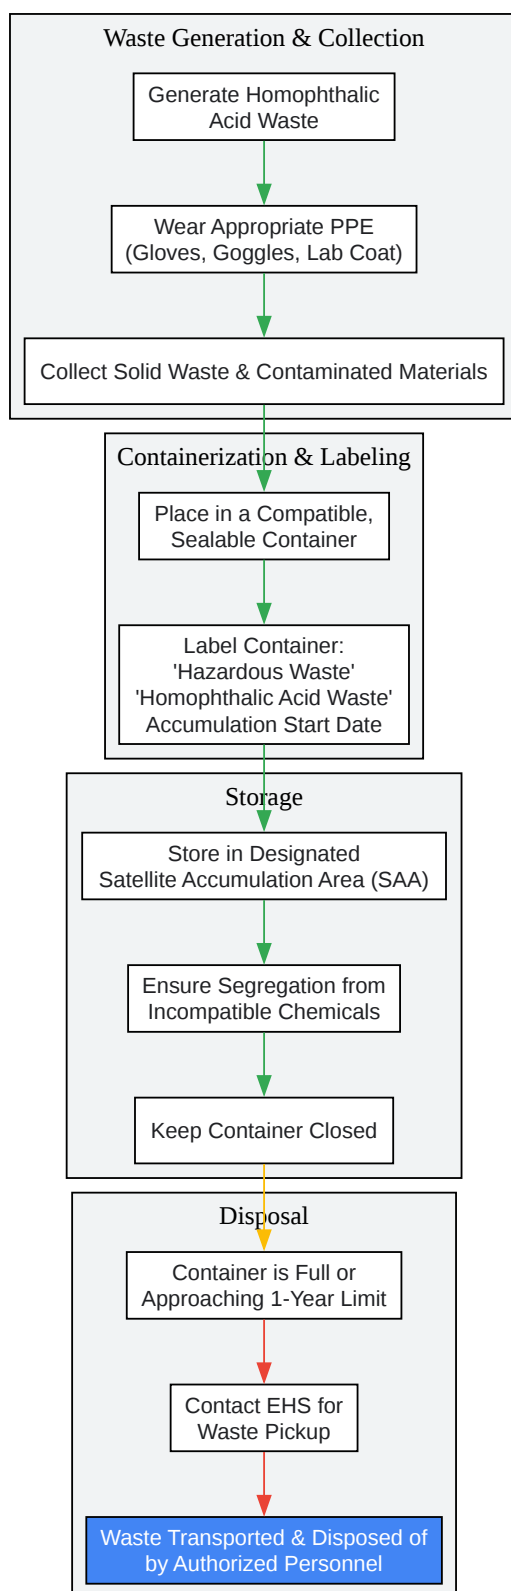 Waste Generation & Collection
Generate Homophthalic
Acid Waste
Wear Appropriate PPE
(Gloves, Goggles, Lab Coat)
Collect Solid Waste & Contaminated Materials
Containerization & Labeling
Place in a Compatible,
Sealable Container
Label Container:
'Hazardous Waste'
'Homophthalic Acid Waste'
Accumulation Start Date
Storage
Store in Designated
Satellite Accumulation Area (SAA)
Ensure Segregation from
Incompatible Chemicals
Keep Container Closed
Disposal
Container is Full or
Approaching 1-Year Limit
Contact EHS for
Waste Pickup
Waste Transported & Disposed of
by Authorized Personnel